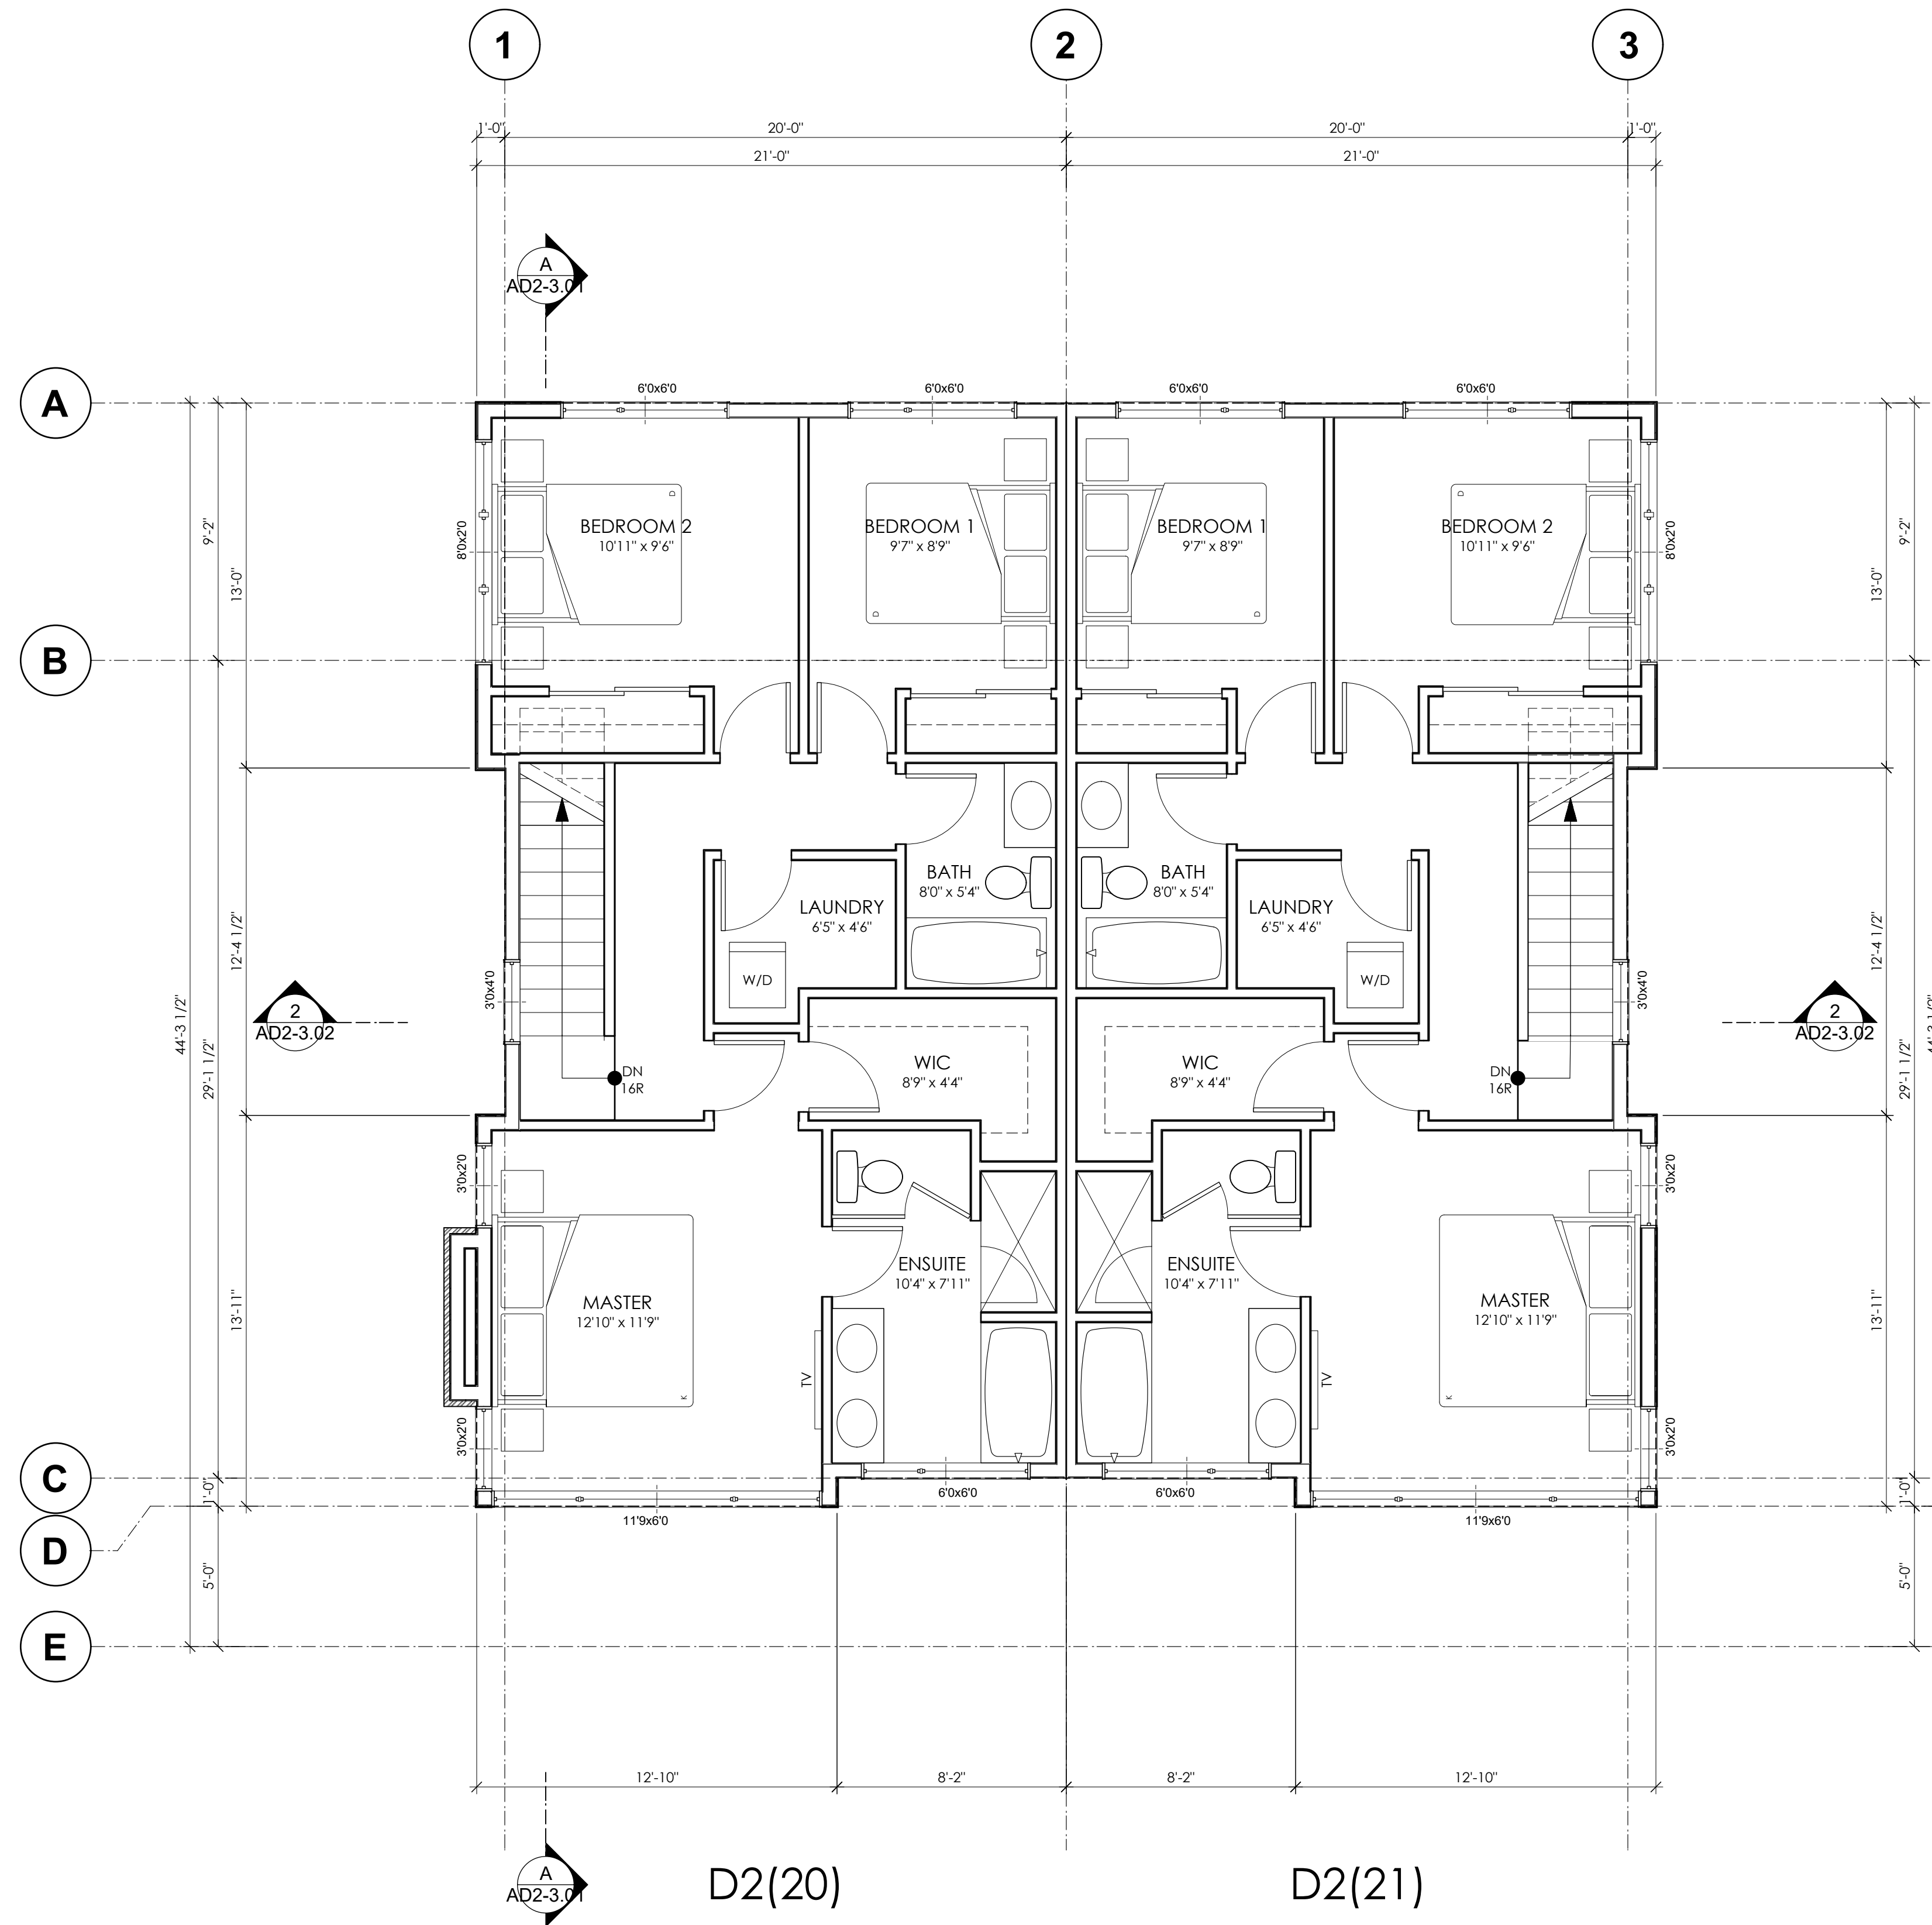 1
2
3
1'-0"
20'-0"
20'-0"
1'-0"
21'-0"
21'-0"
A
AD2-3.01
A
6'0x6'0
6'0x6'0
6'0x6'0
6'0x6'0
9'-2"
13'-0"
8'0x2'0
BEDROOM 2
10'11" x 9'6"
D
BEDROOM 1
9'7" x 8'9"
D
BEDROOM 1
9'7" x 8'9"
D
BEDROOM 2
10'11" x 9'6"
D
8'0x2'0
13'-0"
9'-2"
B
BATH
8'0" x 5'4"
BATH
8'0" x 5'4"
LAUNDRY
6'5" x 4'6"
LAUNDRY
6'5" x 4'6"
W/D
W/D
12'-4 1/2"
12'-4 1/2"
3'0x4'0
3'0x4'0
44'-3 1/2"
29'-1 1/2"
2
AD2-3.02
2
AD2-3.02
29'-1 1/2"
44'-3 1/2"
DN
16R
WIC
8'9" x 4'4"
WIC
8'9" x 4'4"
DN
16R
3'0x2'0
3'0x2'0
ENSUITE
10'4" x 7'11"
ENSUITE
10'4" x 7'11"
MASTER
12'10" x 11'9"
MASTER
12'10" x 11'9"
13'-11"
13'-11"
TV
TV
K
K
3'0x2'0
3'0x2'0
C
1'-0"
1'-0"
6'0x6'0
6'0x6'0
11'9x6'0
11'9x6'0
D
5'-0"
5'-0"
E
12'-10"
8'-2"
8'-2"
12'-10"
A
AD2-3.01
D2(20)
D2(21)